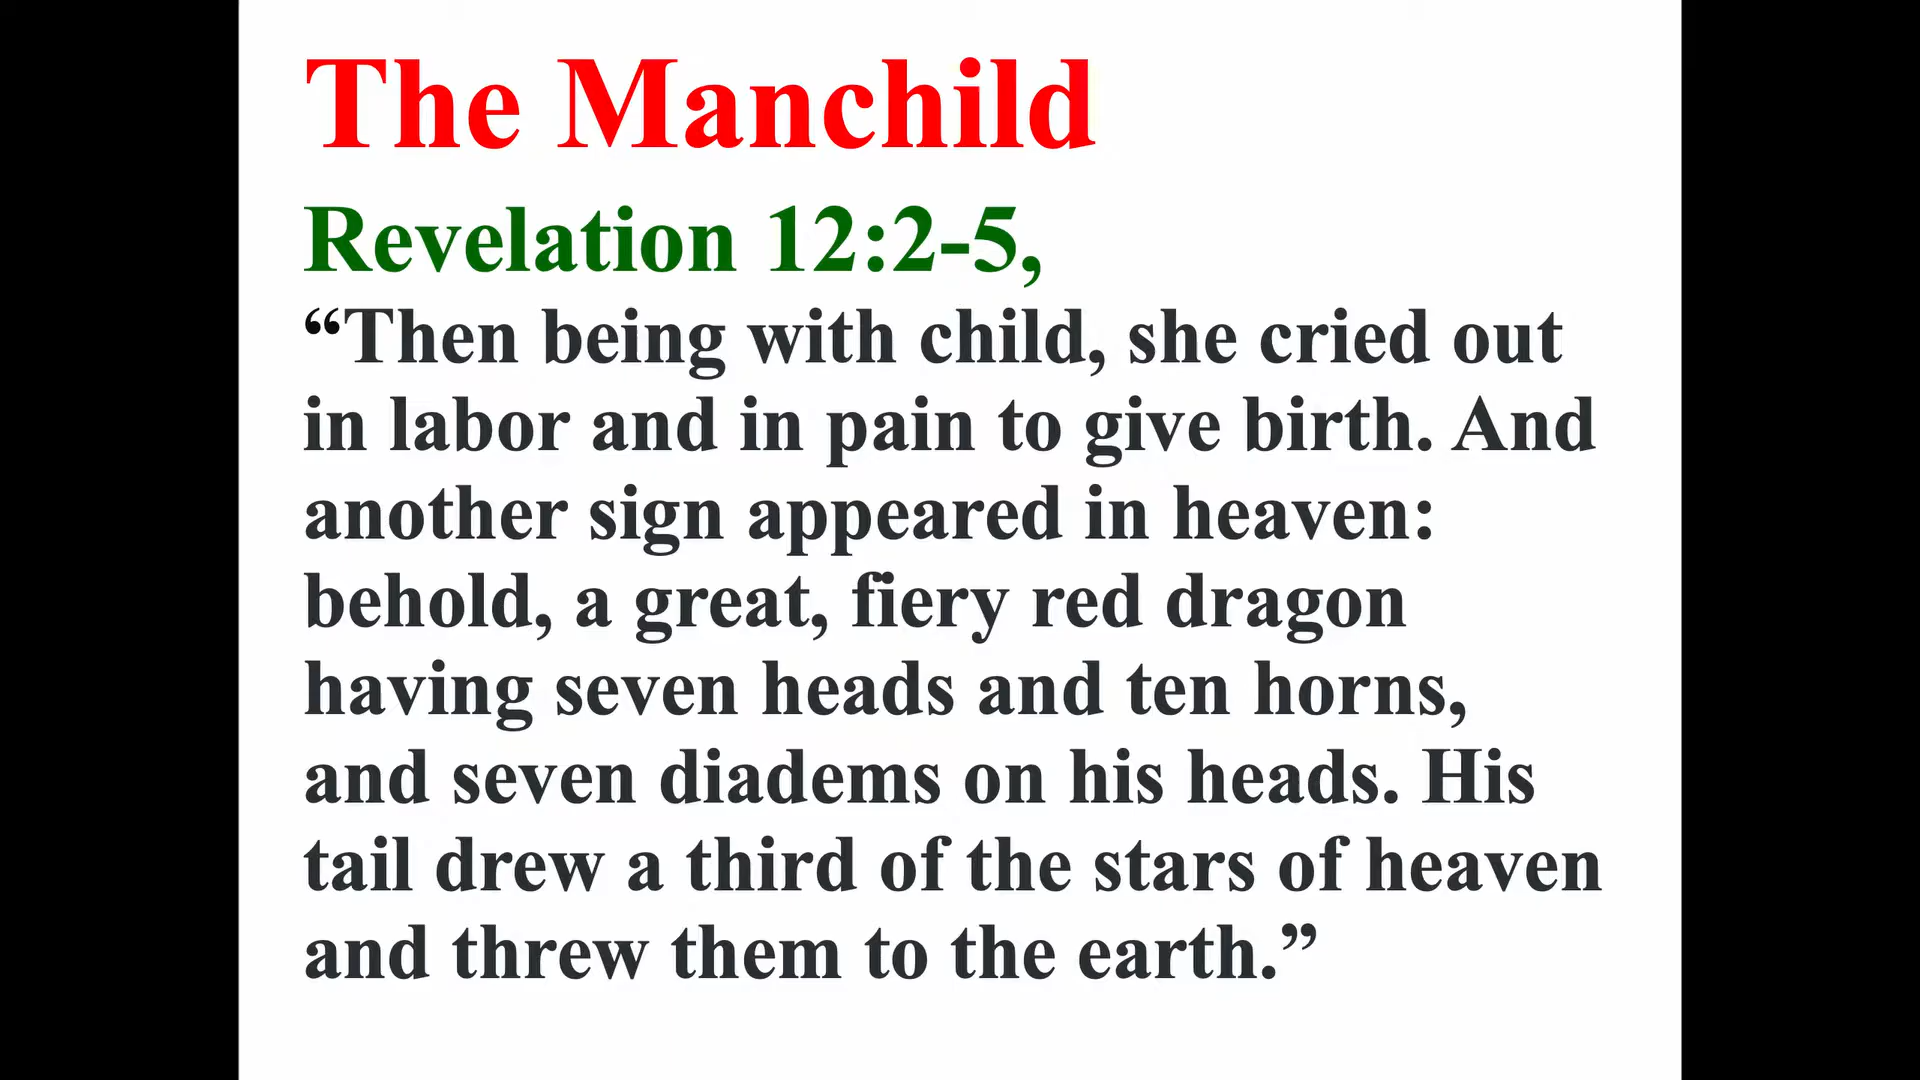 The Manchild
Revelation 12:2-5,
“Then being with child, she cried out
in labor and in pain to give birth. And
another sign appeared in heaven:
behold, a great, fiery red dragon
having seven heads and ten horns,
and seven diadems on his heads. His
tail drew a third of the stars of heaven
and threw them to the earth.”